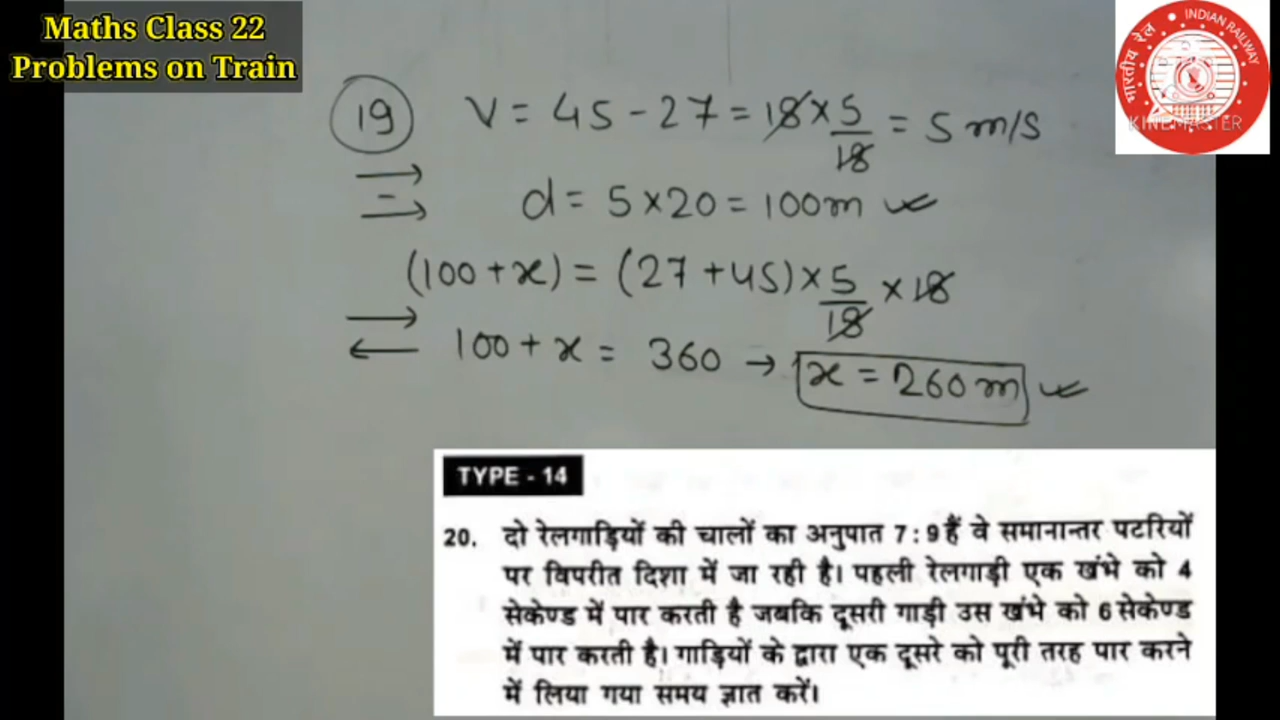 Maths Class 22
Problems on Train
भारतीय रेल
INDIAN RAILWAY
KINEMASTER
19 V = 45 - 27 = 18 × 5/18 = 5 m/s
d = 5 × 20 = 100m
(100 + x) = (27 + 45) × 5/18 × 18
100 + x = 360 → x = 260 m
TYPE - 14
20. दो रेलगाड़ियों की चालों का अनुपात 7 : 9 हैं वे समानान्तर पटरियों
पर विपरीत दिशा में जा रही है। पहली रेलगाड़ी एक खंभे को 4
सेकेण्ड में पार करती है जबकि दूसरी गाड़ी उस खंभे को 6 सेकेण्ड
में पार करती है। गाड़ियों के द्वारा एक दूसरे को पूरी तरह पार करने
में लिया गया समय ज्ञात करें।